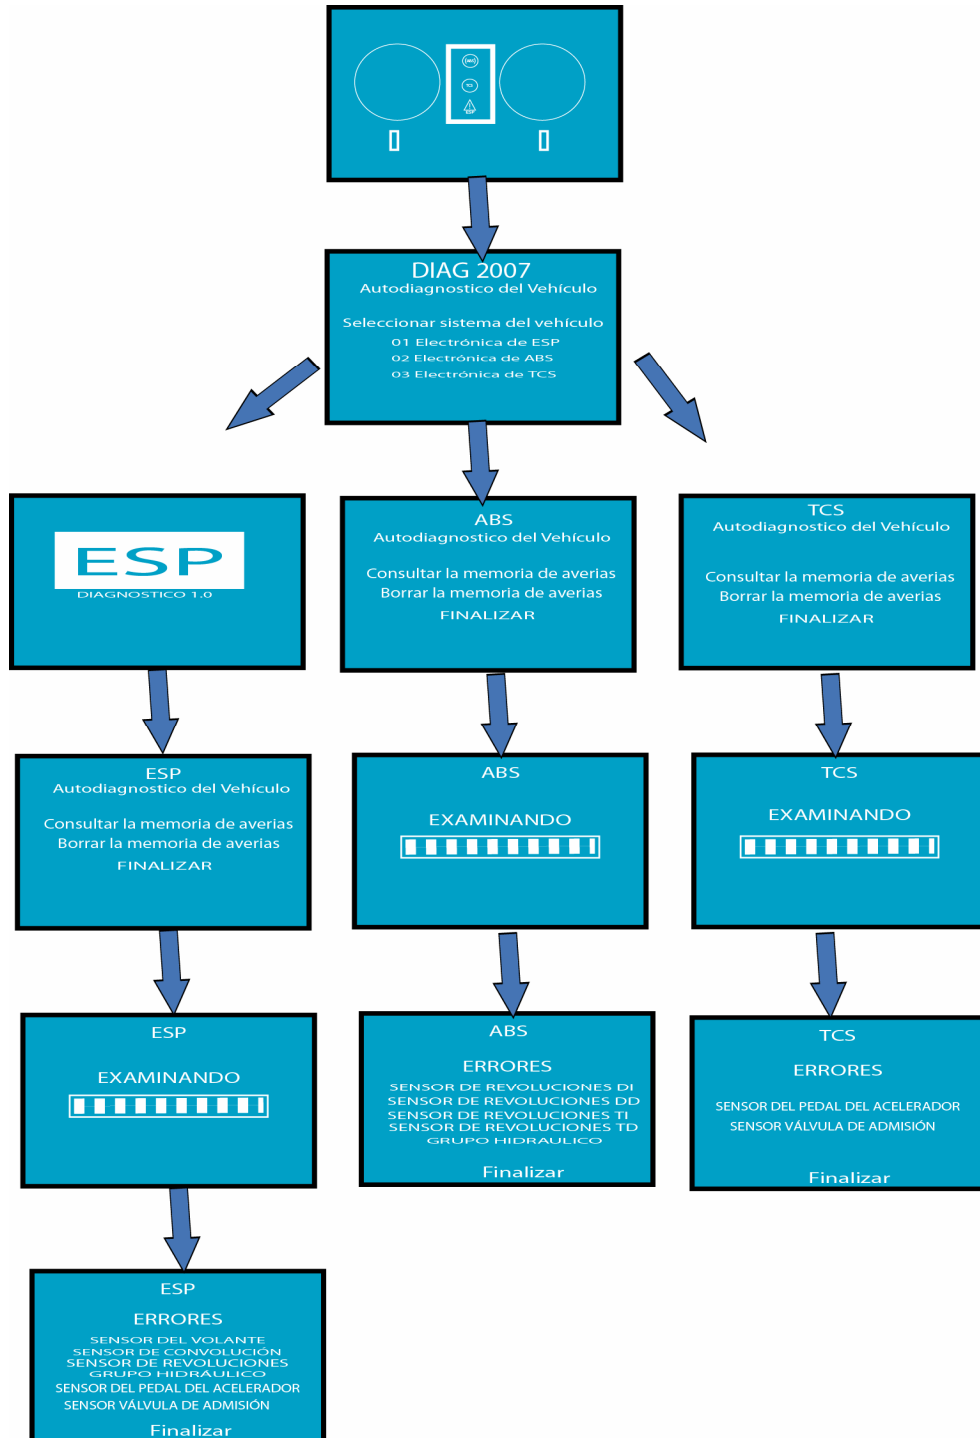 (ABS)
TCS
ESP
DIAG 2007
Autodiagnostico del Vehículo
Seleccionar sistema del vehículo
01 Electrónica de ESP
02 Electrónica de ABS
03 Electrónica de TCS
ESP
DIAGNOSTICO 1.0
ABS
Autodiagnostico del Vehículo
Consultar la memoria de averias
Borrar la memoria de averias
FINALIZAR
TCS
Autodiagnostico del Vehículo
Consultar la memoria de averias
Borrar la memoria de averias
FINALIZAR
ESP
Autodiagnostico del Vehículo
Consultar la memoria de averias
Borrar la memoria de averias
FINALIZAR
ABS
EXAMINANDO
TCS
EXAMINANDO
ESP
EXAMINANDO
ABS
ERRORES
SENSOR DE REVOLUCIONES DI
SENSOR DE REVOLUCIONES DD
SENSOR DE REVOLUCIONES TI
SENSOR DE REVOLUCIONES TD
GRUPO HIDRAULICO
Finalizar
TCS
ERRORES
SENSOR DEL PEDAL DEL ACELERADOR
SENSOR VÁLVULA DE ADMISIÓN
Finalizar
ESP
ERRORES
SENSOR DEL VOLANTE
SENSOR DE CONVOLUCIÓN
SENSOR DE REVOLUCIONES
GRUPO HIDRÁULICO
SENSOR DEL PEDAL DEL ACELERADOR
SENSOR VÁLVULA DE ADMISIÓN
Finalizar